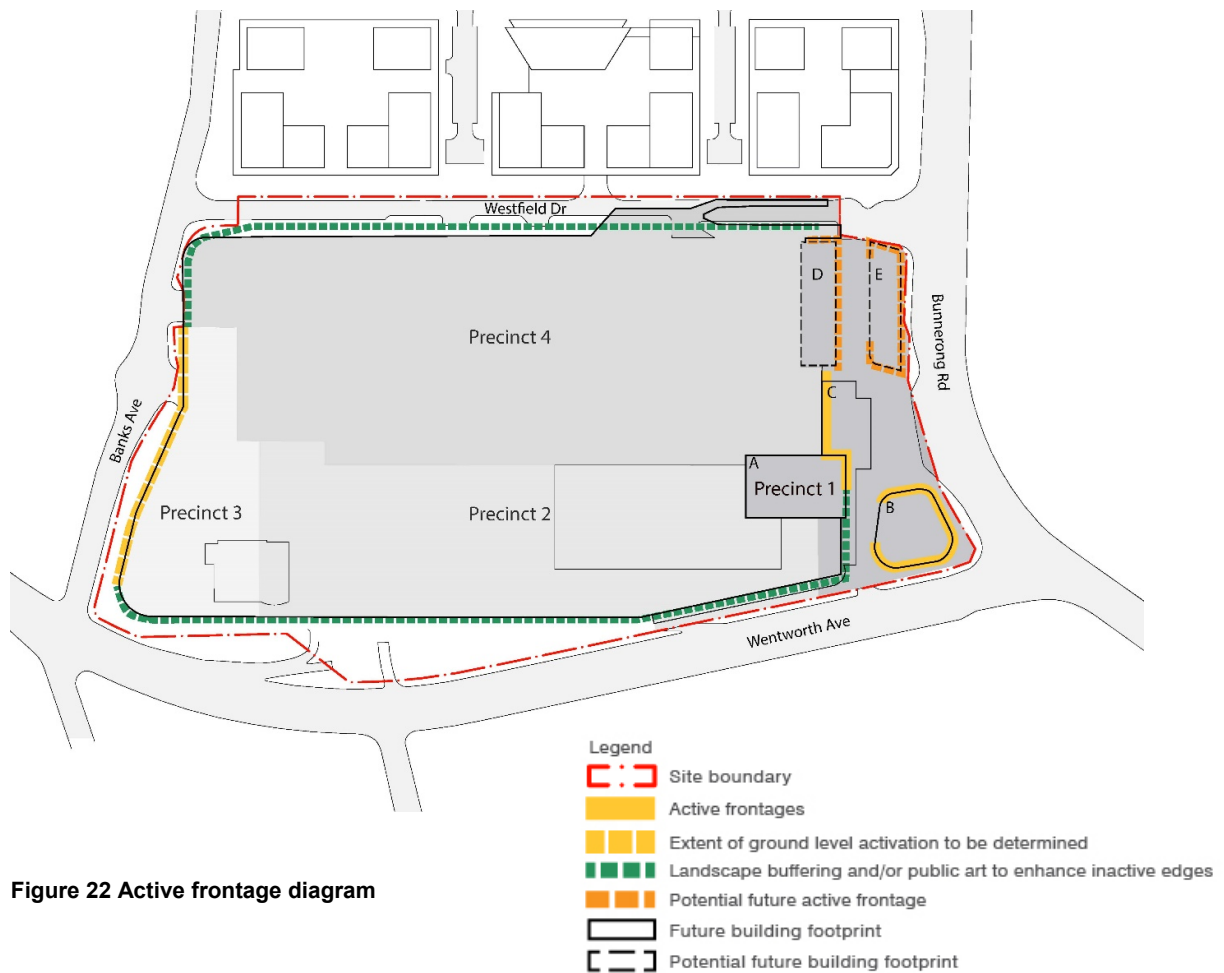 Westfield Dr
D
E
Bunnerong Rd
Precinct 4
C
Banks Ave
A
Precinct 1
B
Precinct 3
Precinct 2
Wentworth Ave
Legend
Site boundary
Active frontages
Extent of ground level activation to be determined
Landscape buffering and/or public art to enhance inactive edges
Potential future active frontage
Future building footprint
Potential future building footprint
Figure 22 Active frontage diagram